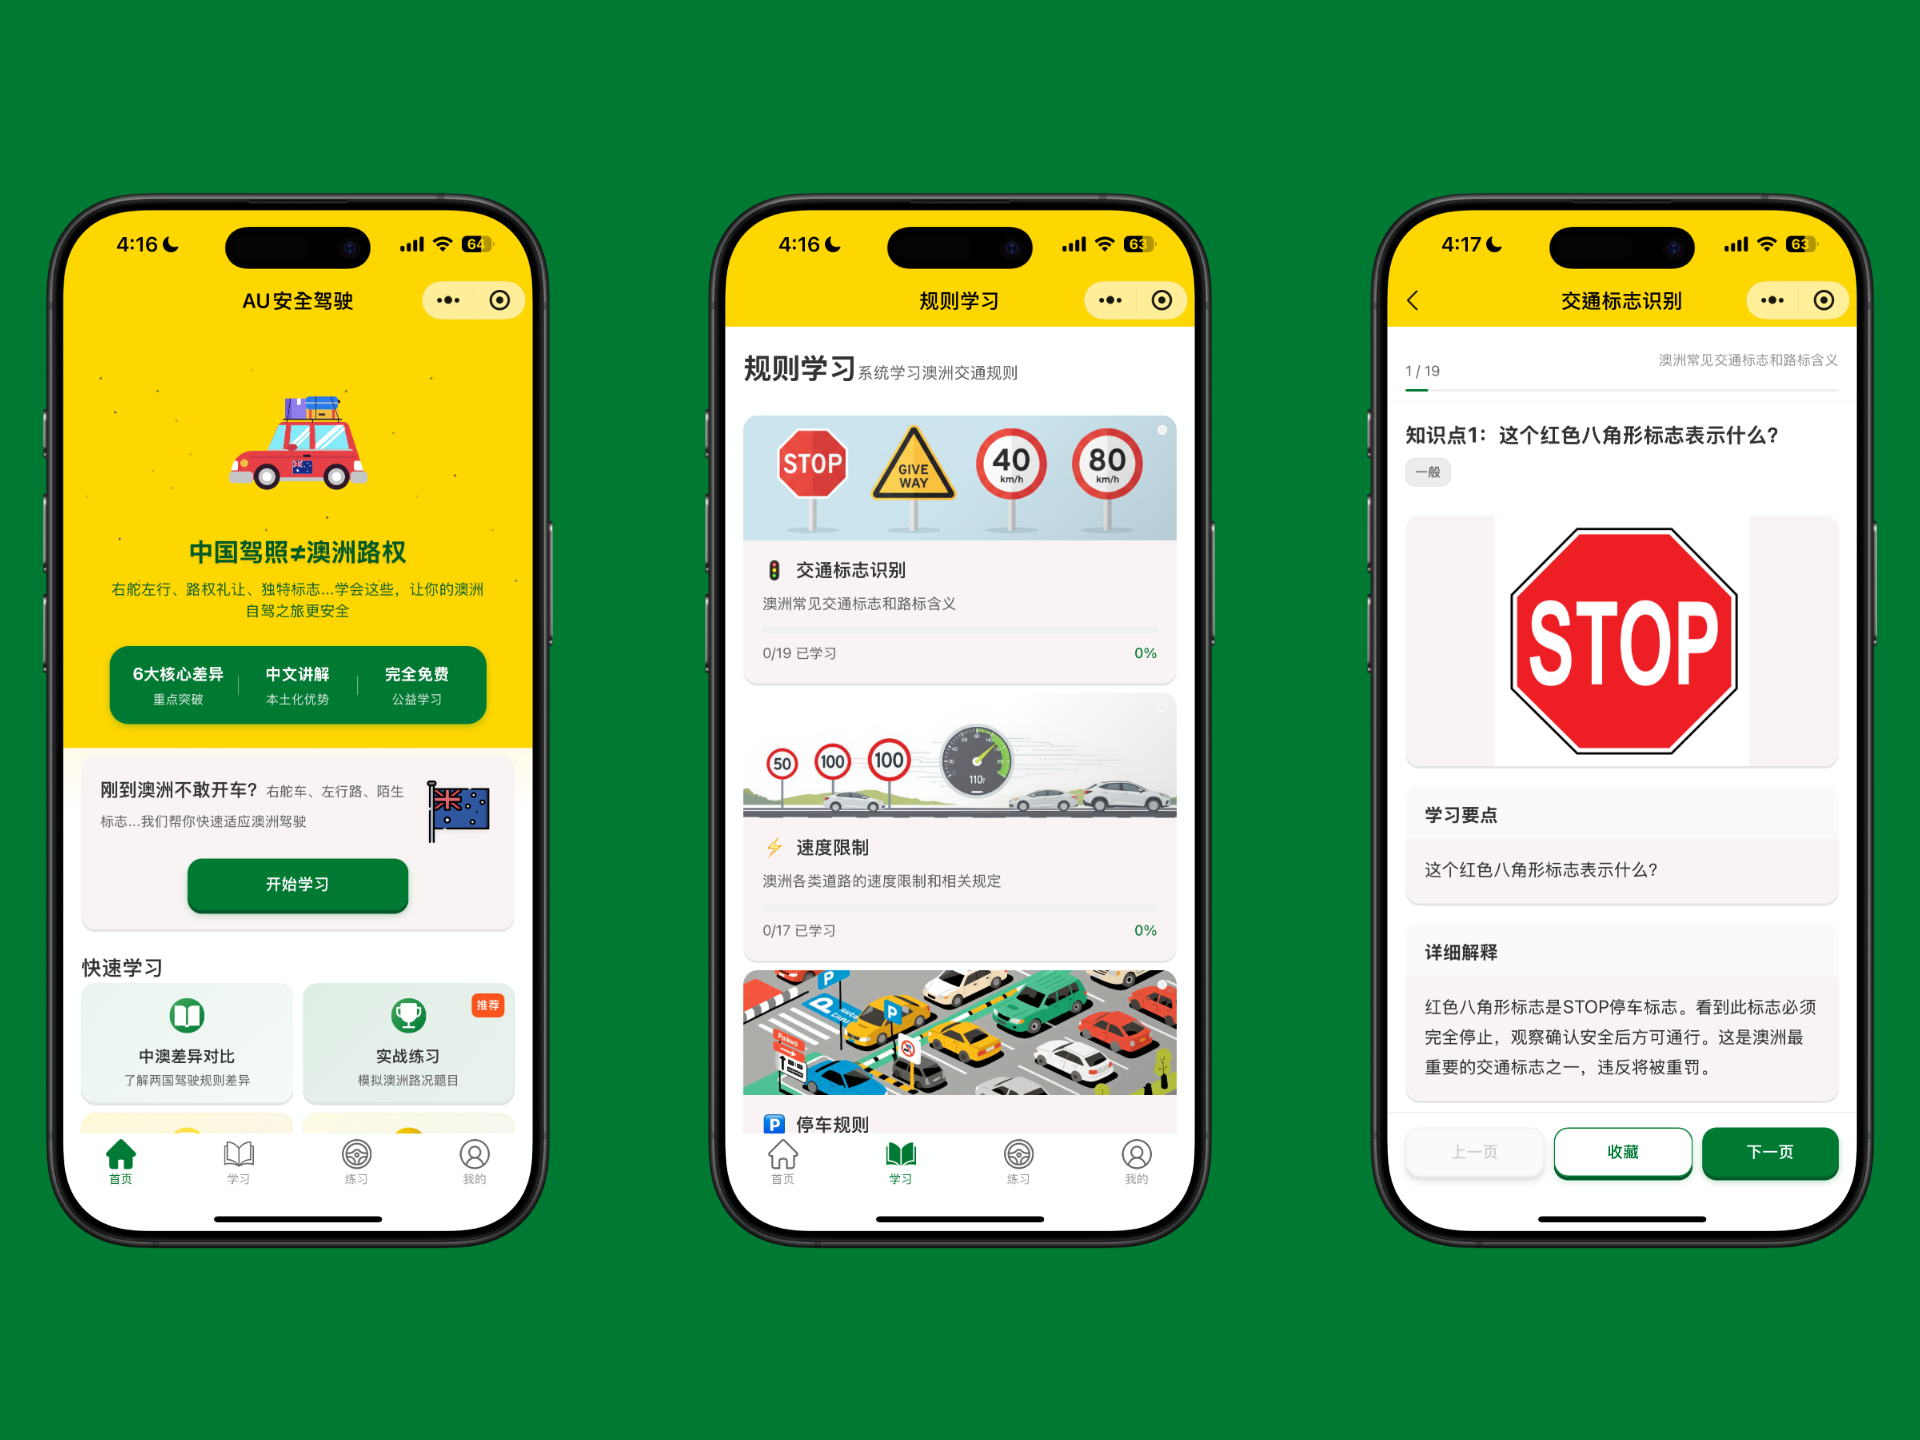 4:16
64
AU安全驾驶
中国驾照≠澳洲路权
右舵左行、路权礼让、独特标志...学会这些，让你的澳洲
自驾之旅更安全
6大核心差异
中文讲解
完全免费
重点突破
本土化优势
公益学习
刚到澳洲不敢开车？ 右舵车、左行路、陌生
标志...我们帮你快速适应澳洲驾驶
开始学习
快速学习
推荐
中澳差异对比
了解两国驾驶规则差异
实战练习
模拟澳洲路况题目
首页
学习
练习
我的
4:16
63
规则学习
规则学习 系统学习澳洲交通规则
STOP
GIVE
WAY
40
km/h
80
km/h
交通标志识别
澳洲常见交通标志和路标含义
0/19 已学习
0%
50
100
100
速度限制
澳洲各类道路的速度限制和相关规定
0/17 已学习
0%
P
P
P
P
停车规则
首页
学习
练习
我的
4:17
63
交通标志识别
1 / 19
澳洲常见交通标志和路标含义
知识点1：这个红色八角形标志表示什么？
一般
STOP
学习要点
这个红色八角形标志表示什么？
详细解释
红色八角形标志是STOP停车标志。看到此标志必须
完全停止，观察确认安全后方可通行。这是澳洲最
重要的交通标志之一，违反将被重罚。
上一页
收藏
下一页